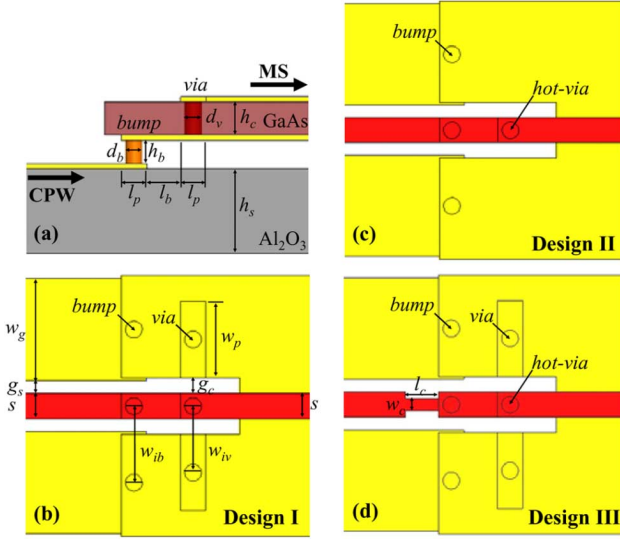 MS
via
GaAs
bump
d_v
h_c
d_b
h_b
CPW
l_p
l_b
l_p
h_s
(a)
Al₂O₃
bump
hot-via
(c)
Design II
w_g
bump
via
w_p
g_s
g_c
s
s
w_ib
w_iv
(b)
Design I
bump
via
l_c
hot-via
w_c
(d)
Design III